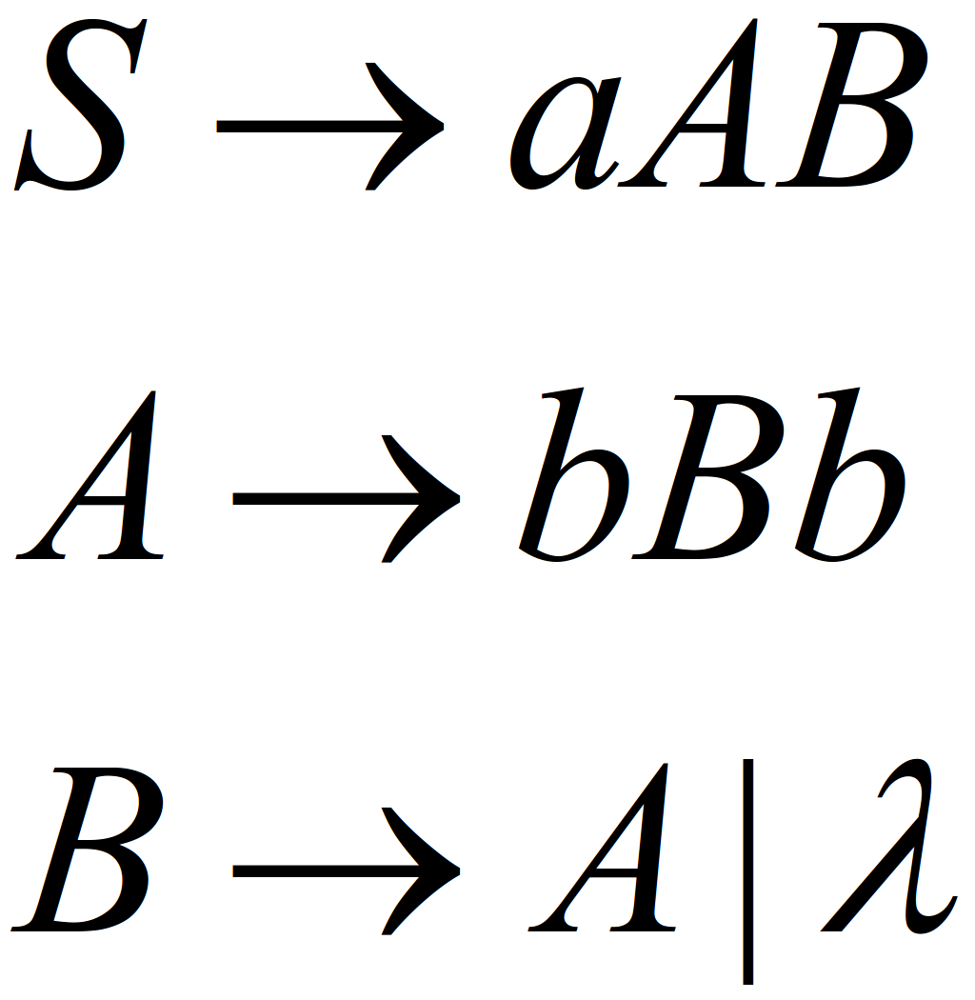 S → aAB
A → bBb
B → A | λ